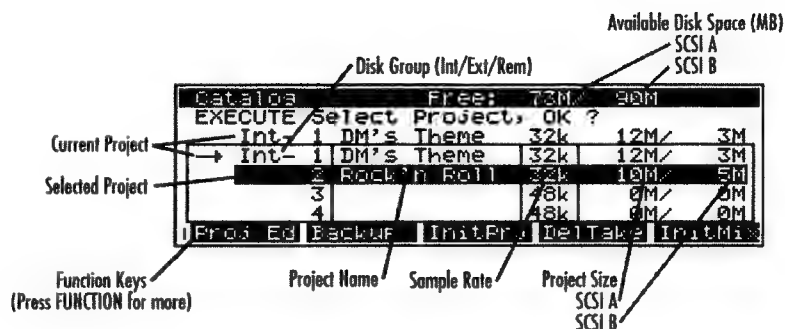 Available Disk Space (MB)
SCSI A
SCSI B
Disk Group (Int/Ext/Rem)
Catalog Free: 73M/ 90M
EXECUTE Select Project, OK ?
Int- 1 DM's Theme 32k 12M/ 3M
→ Int- 1 DM's Theme 32k 12M/ 3M
2 Rock'n Roll 10M/ 5M
3 48k 0M/ 0M
4 48k 0M/ 0M
Proj Ed Backup InitPrj DelTake InitMix
Current Project
Selected Project
Function Keys
(Press FUNCTION for more)
Project Name
Sample Rate
Project Size
SCSI A
SCSI B